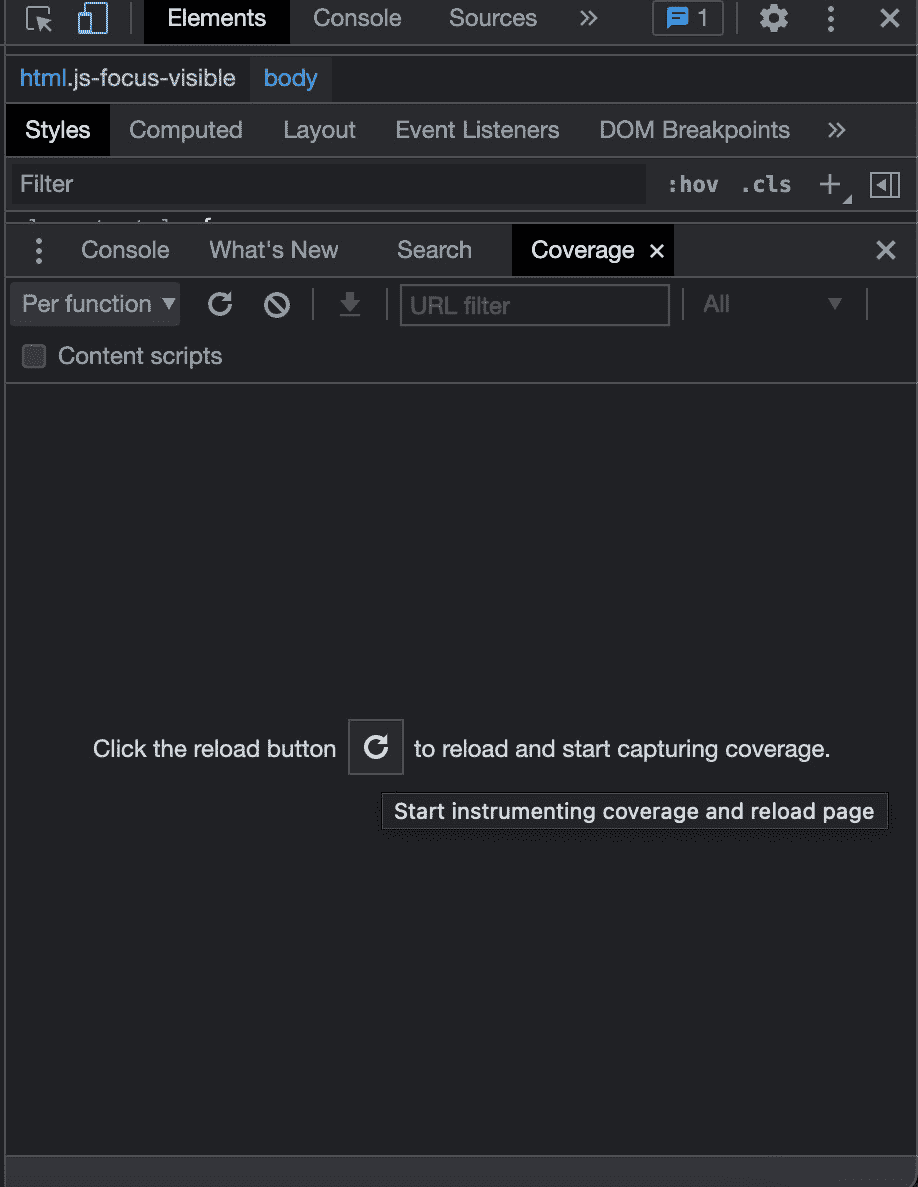 Elements Console Sources » 1
html.js-focus-visible body
Styles Computed Layout Event Listeners DOM Breakpoints »
Filter :hov .cls
Console What's New Search Coverage
Per function URL filter All
Content scripts
Click the reload button to reload and start capturing coverage.
Start instrumenting coverage and reload page